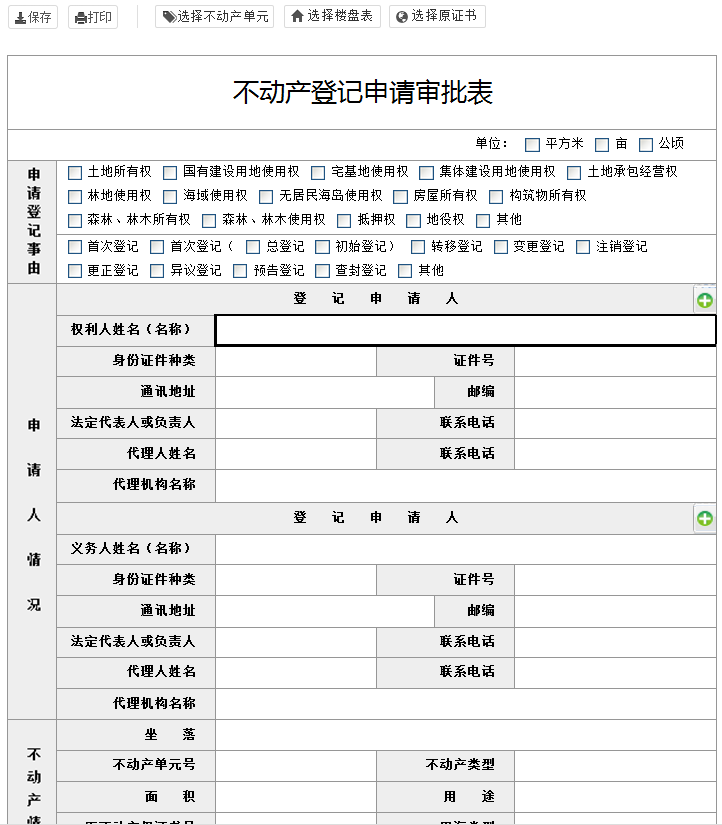 保存 打印 选择不动产单元 选择楼盘表 选择原证书
不动产登记申请审批表
单位： 平方米 亩 公顷
申请登记事由
土地所有权 国有建设用地使用权 宅基地使用权 集体建设用地使用权 土地承包经营权
林地使用权 海域使用权 无居民海岛使用权 房屋所有权 构筑物所有权
森林、林木所有权 森林、林木使用权 抵押权 地役权 其他
首次登记 首次登记（ 总登记 初始登记） 转移登记 变更登记 注销登记
更正登记 异议登记 预告登记 查封登记 其他
申请人情况
登 记 申 请 人
权利人姓名（名称）
身份证件种类 证件号
通讯地址 邮编
法定代表人或负责人 联系电话
代理人姓名 联系电话
代理机构名称
登 记 申 请 人
义务人姓名（名称）
身份证件种类 证件号
通讯地址 邮编
法定代表人或负责人 联系电话
代理人姓名 联系电话
代理机构名称
不动产情
坐 落
不动产单元号 不动产类型
面 积 用 途